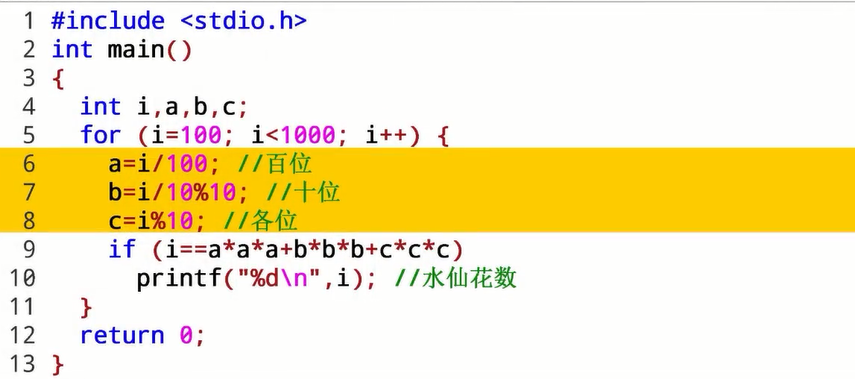 1 #include <stdio.h>
2 int main()
3 {
4   int i,a,b,c;
5   for (i=100; i<1000; i++) {
6     a=i/100; //百位
7     b=i/10%10; //十位
8     c=i%10; //各位
9     if (i==a*a*a+b*b*b+c*c*c)
10       printf("%d\n",i); //水仙花数
11   }
12   return 0;
13 }